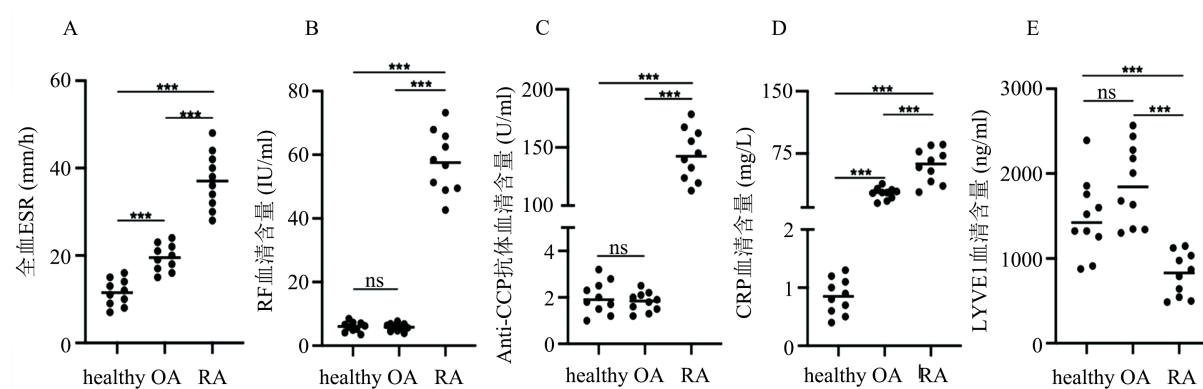 A
全血ESR (mm/h)
60
40
20
0
***
***
***
healthy OA RA
B
RF血清含量 (IU/ml)
80
60
40
20
0
***
***
ns
healthy OA RA
C
Anti-CCP抗体血清含量 (U/ml)
200
150
100
4
2
0
***
***
ns
healthy OA RA
D
CRP血清含量 (mg/L)
150
75
2
1
0
***
***
***
healthy OA RA
E
LYVE1血清含量 (ng/ml)
3000
2000
1000
0
***
ns
***
healthy OA RA